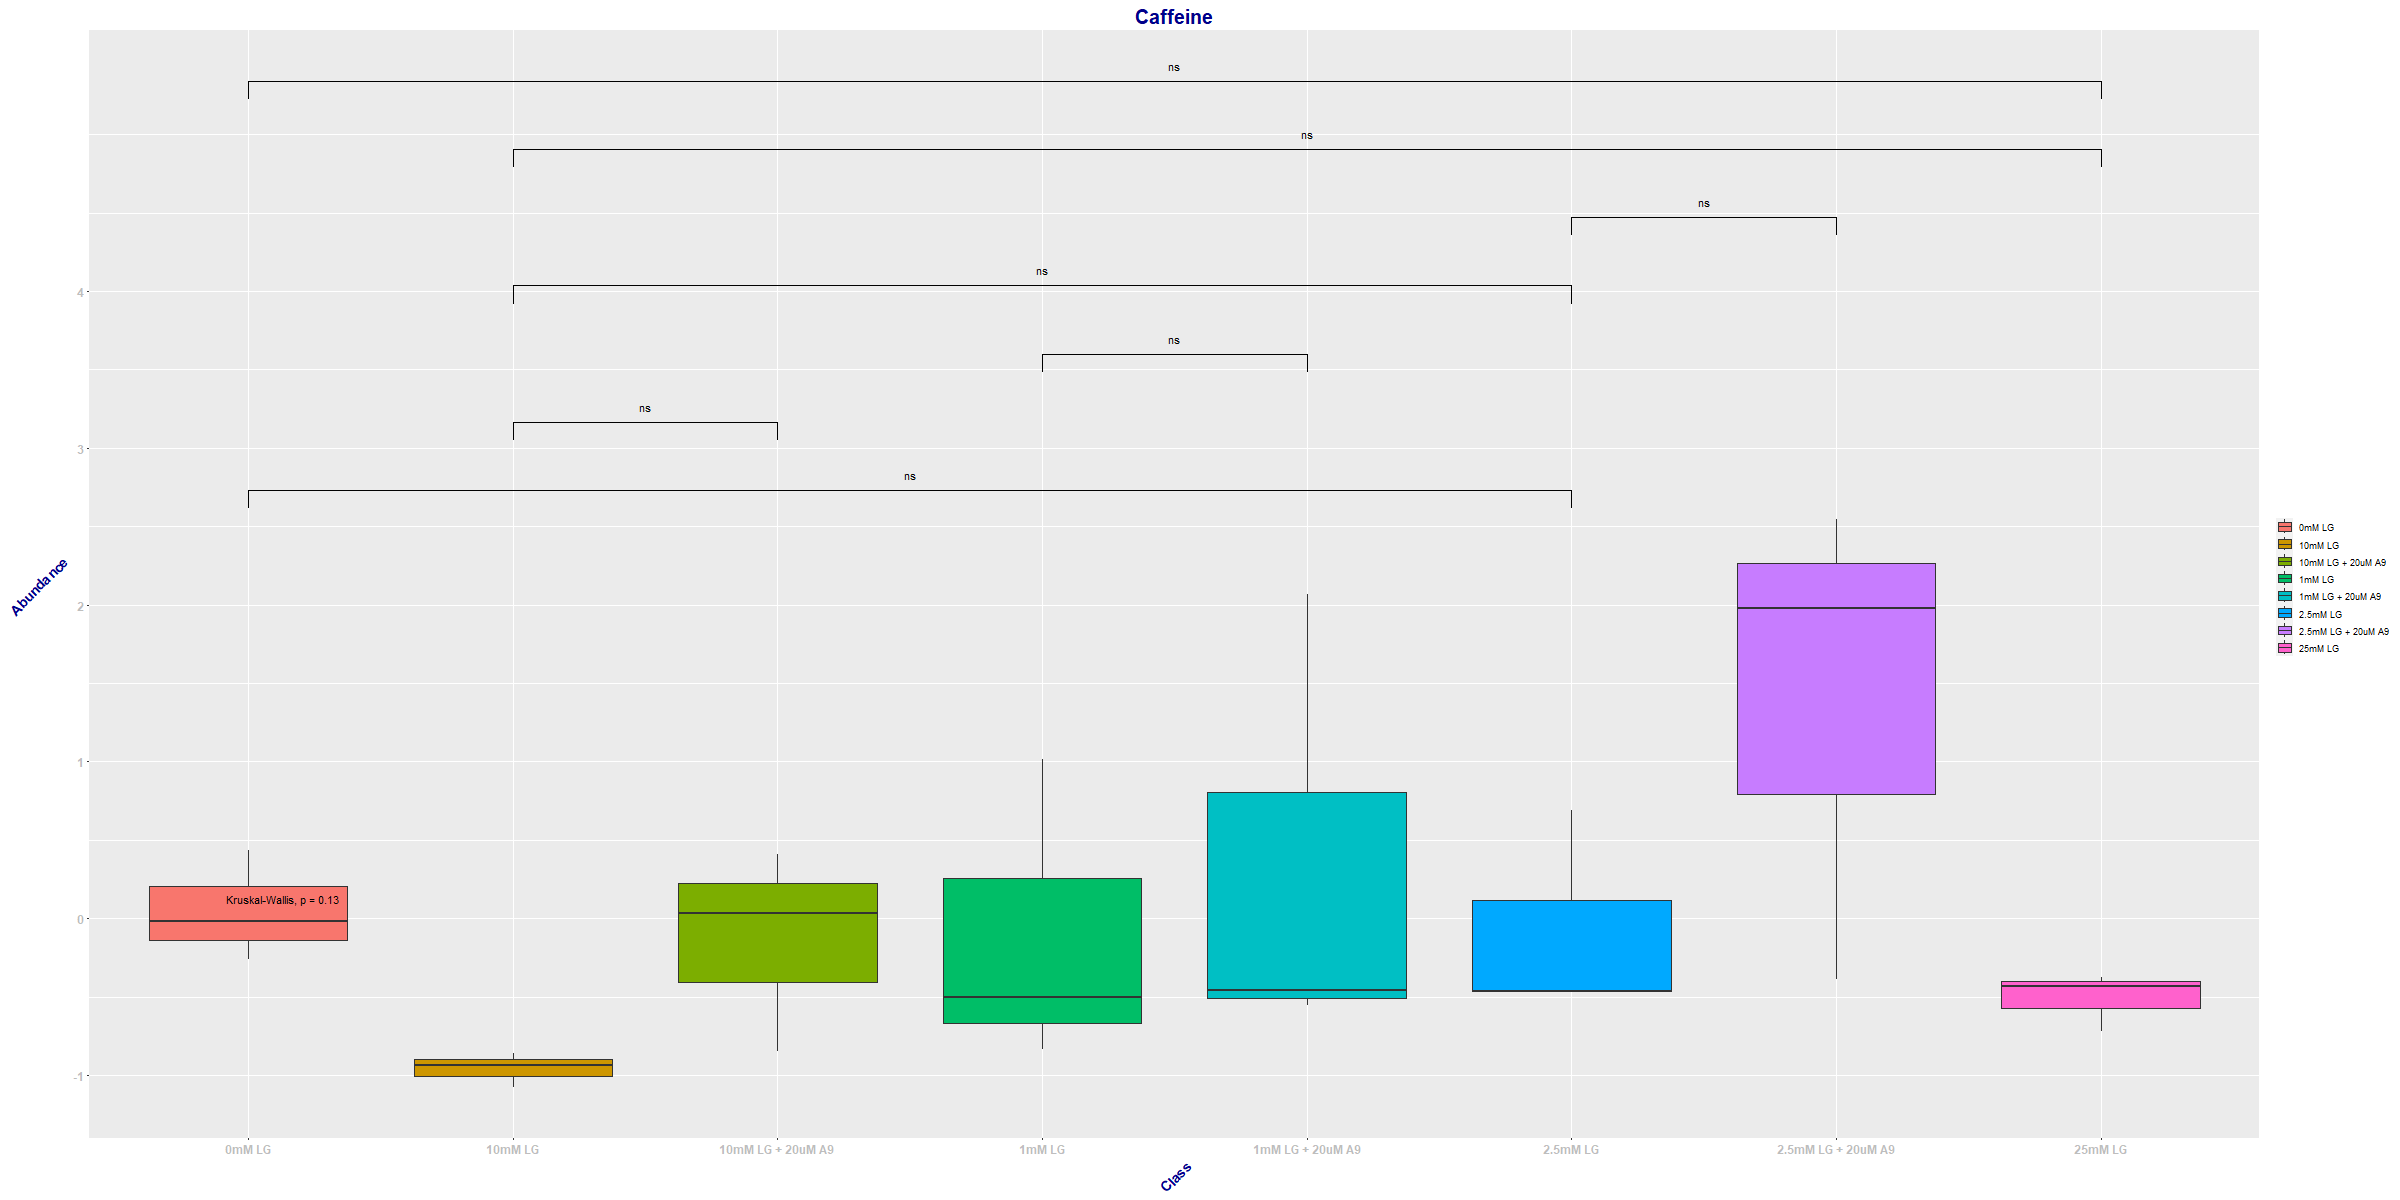 Caffeine
ns
ns
ns
ns
ns
ns
ns
4
3
2
1
0
-1
Abundance
Kruskal-Wallis, p = 0.13
0mM LG
10mM LG
10mM LG + 20uM A9
1mM LG
1mM LG + 20uM A9
2.5mM LG
2.5mM LG + 20uM A9
25mM LG
Class
0mM LG
10mM LG
10mM LG + 20uM A9
1mM LG
1mM LG + 20uM A9
2.5mM LG
2.5mM LG + 20uM A9
25mM LG